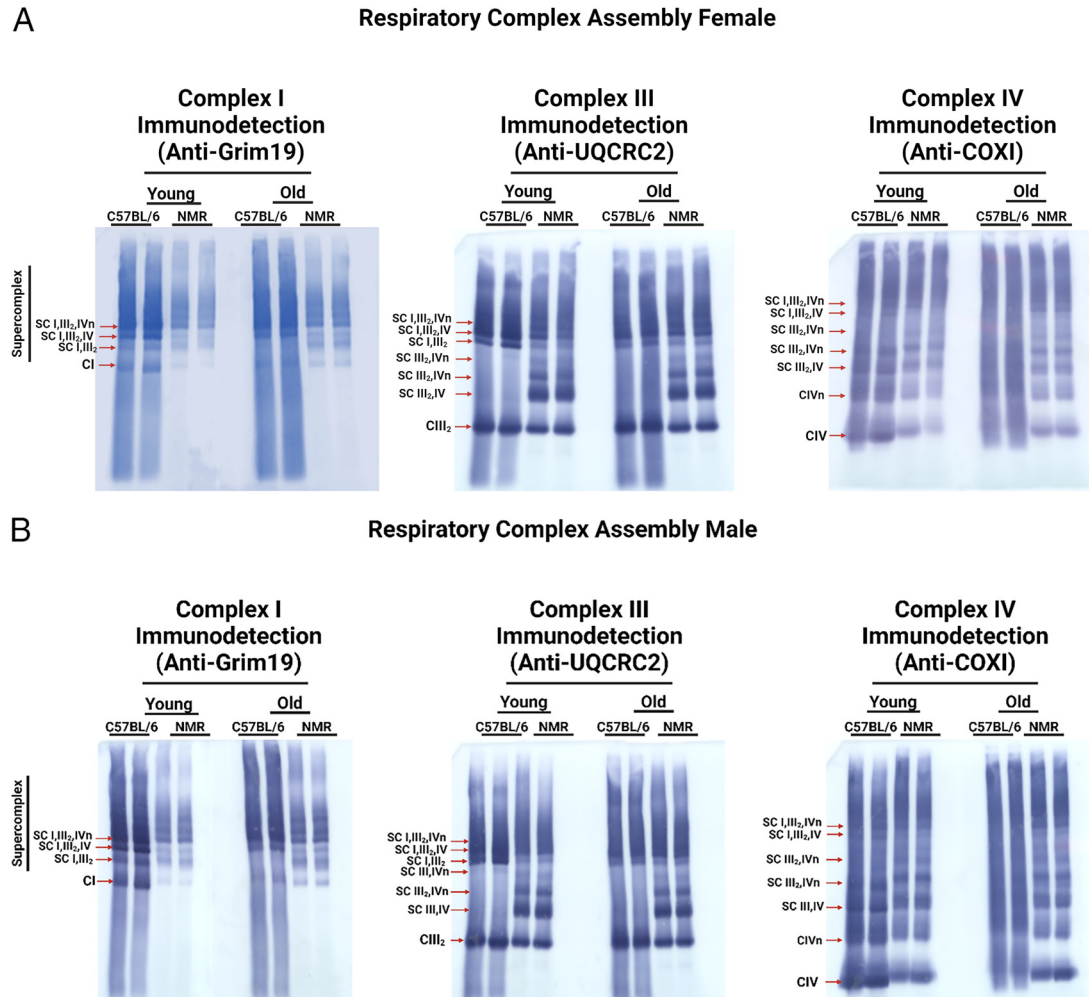 A
Respiratory Complex Assembly Female
Complex I
Immunodetection
(Anti-Grim19)
Young Old
C57BL/6 NMR C57BL/6 NMR
Supercomplex
SC I,III₂,IVn
SC I,III₂,IV
SC I,III₂
CI
Complex III
Immunodetection
(Anti-UQCRC2)
Young Old
C57BL/6 NMR C57BL/6 NMR
SC I,III₂,IVn
SC I,III₂,IV
SC I,III₂
SC III₂,IVn
SC III₂,IVn
SC III₂,IV
CIII₂
Complex IV
Immunodetection
(Anti-COXI)
Young Old
C57BL/6 NMR C57BL/6 NMR
SC I,III₂,IVn
SC I,III₂,IV
SC III₂,IVn
SC III₂,IVn
SC III₂,IV
CIVn
CIV
B
Respiratory Complex Assembly Male
Complex I
Immunodetection
(Anti-Grim19)
Young Old
C57BL/6 NMR C57BL/6 NMR
Supercomplex
SC I,III₂,IVn
SC I,III₂,IV
SC I,III₂
CI
Complex III
Immunodetection
(Anti-UQCRC2)
Young Old
C57BL/6 NMR C57BL/6 NMR
SC I,III₂,IVn
SC I,III₂,IV
SC I,III₂
SC III,IVn
SC III₂,IVn
SC III,IV
CIII₂
Complex IV
Immunodetection
(Anti-COXI)
Young Old
C57BL/6 NMR C57BL/6 NMR
SC I,III₂,IVn
SC I,III₂,IV
SC III₂,IVn
SC III₂,IVn
SC III,IV
CIVn
CIV